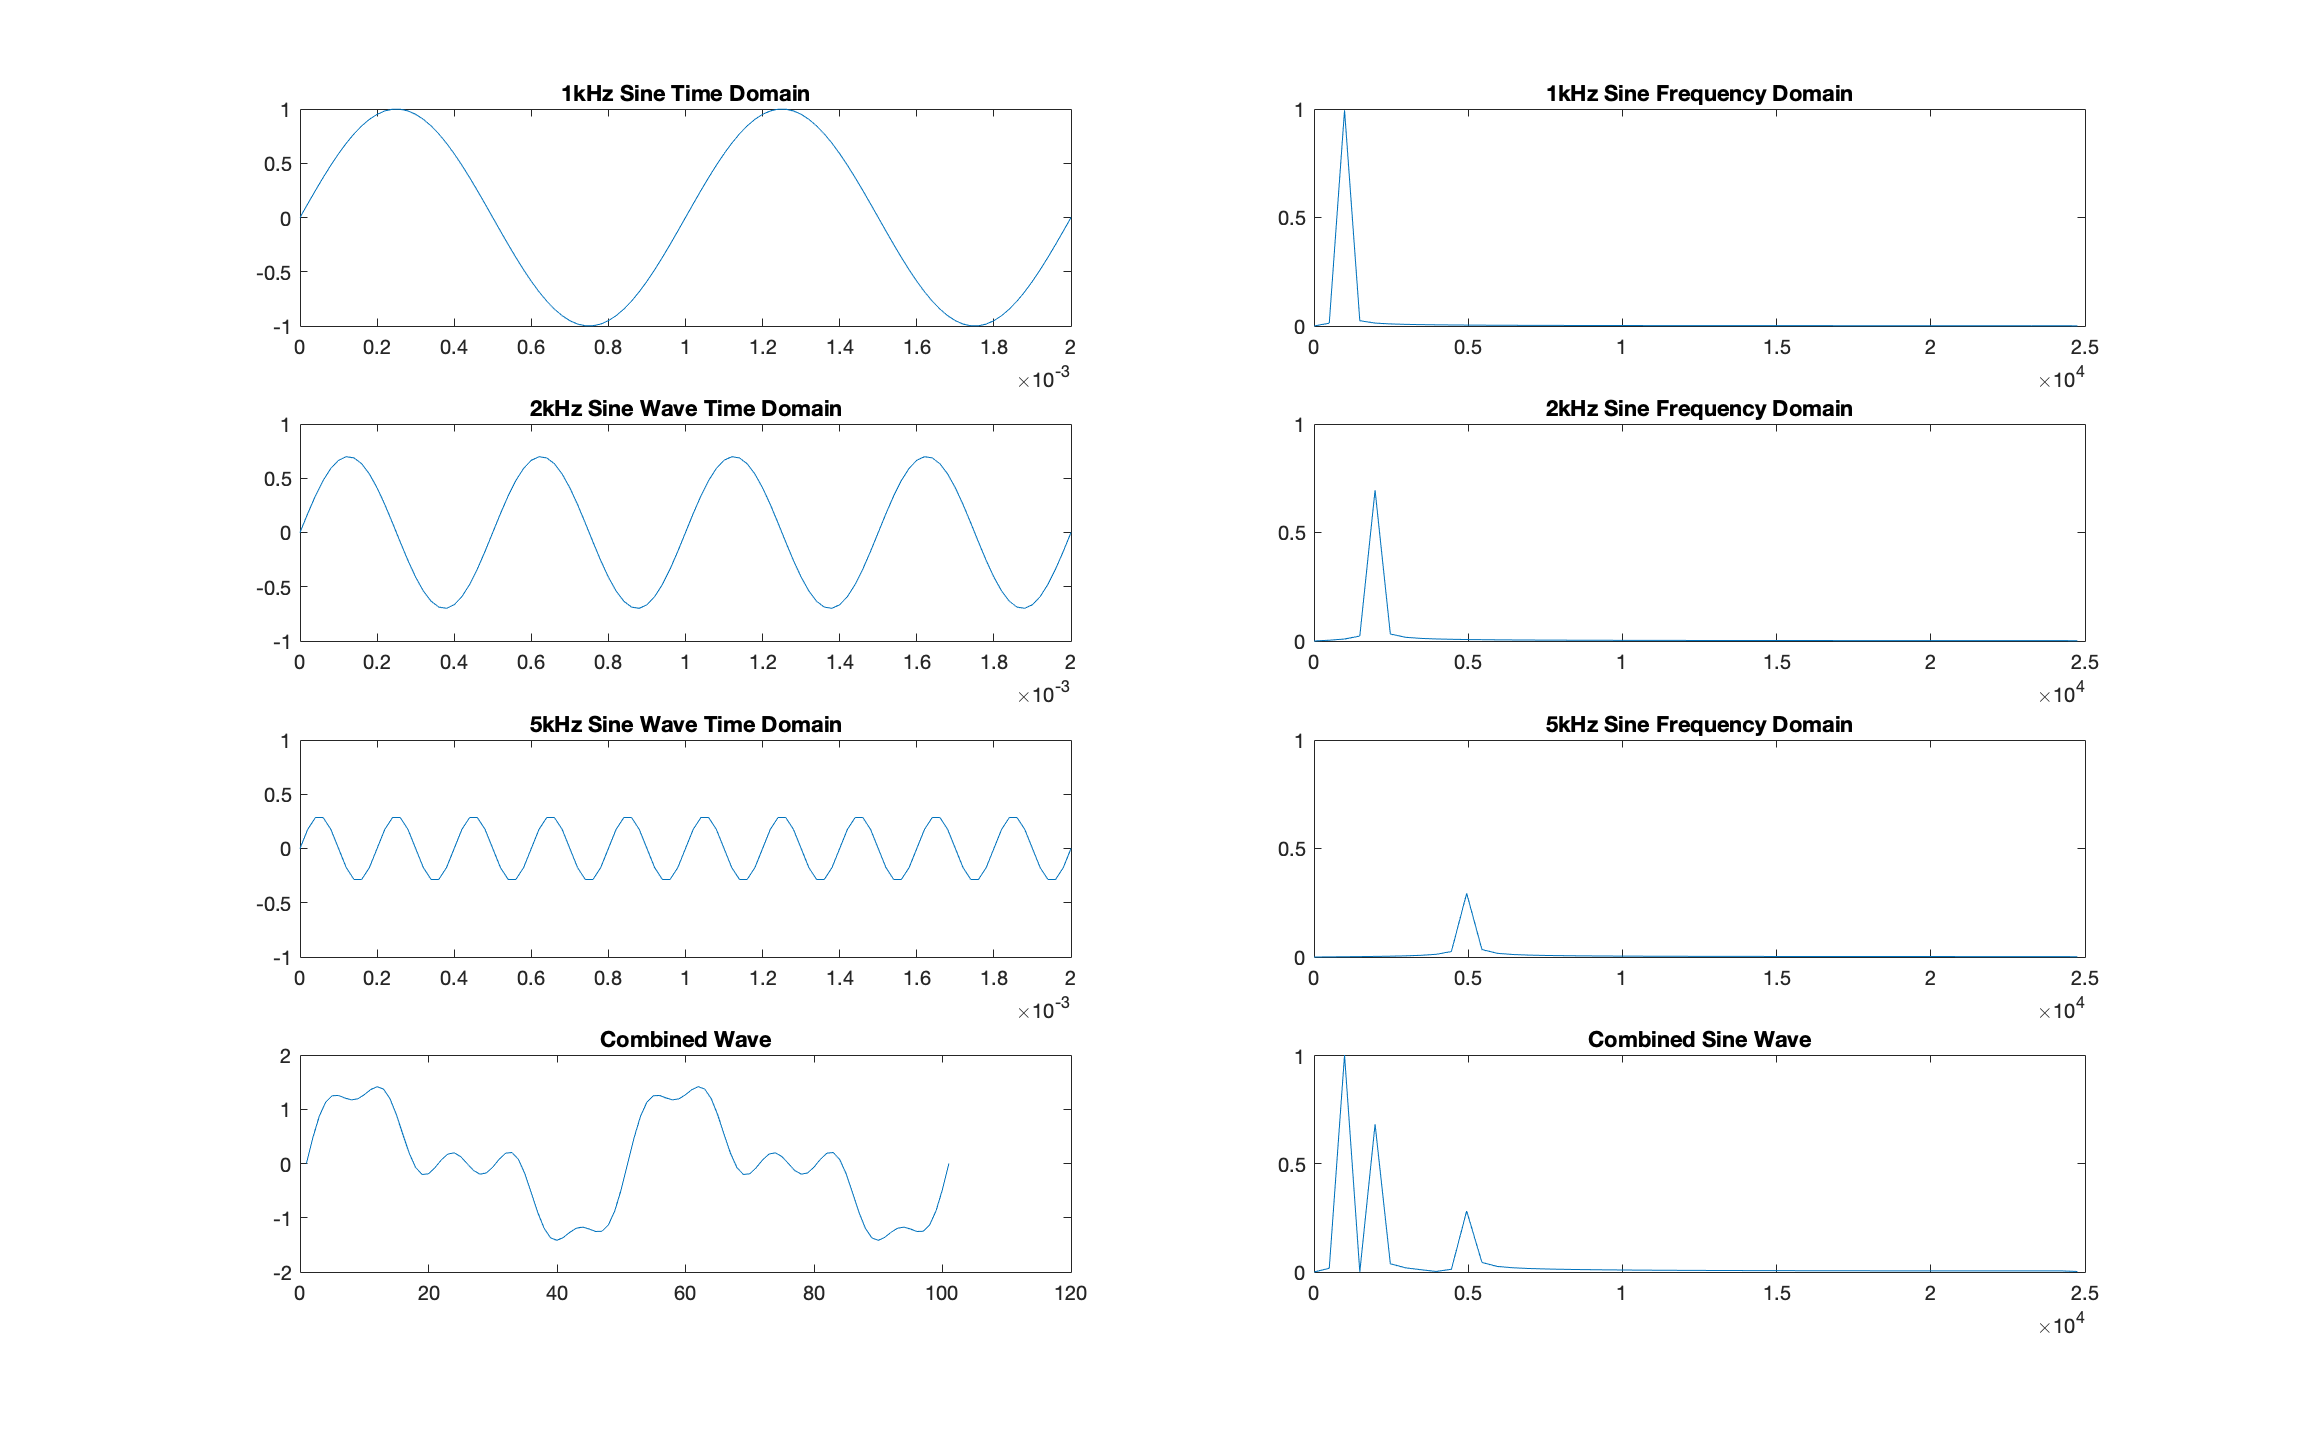 1kHz Sine Time Domain
1
0.5
0
-0.5
-1
0 0.2 0.4 0.6 0.8 1 1.2 1.4 1.6 1.8 2
×10-3
1kHz Sine Frequency Domain
1
0.5
0
0 0.5 1 1.5 2 2.5
×104
2kHz Sine Wave Time Domain
1
0.5
0
-0.5
-1
0 0.2 0.4 0.6 0.8 1 1.2 1.4 1.6 1.8 2
×10-3
2kHz Sine Frequency Domain
1
0.5
0
0 0.5 1 1.5 2 2.5
×104
5kHz Sine Wave Time Domain
1
0.5
0
-0.5
-1
0 0.2 0.4 0.6 0.8 1 1.2 1.4 1.6 1.8 2
×10-3
5kHz Sine Frequency Domain
1
0.5
0
0 0.5 1 1.5 2 2.5
×104
Combined Wave
2
1
0
-1
-2
0 20 40 60 80 100 120
Combined Sine Wave
1
0.5
0
0 0.5 1 1.5 2 2.5
×104